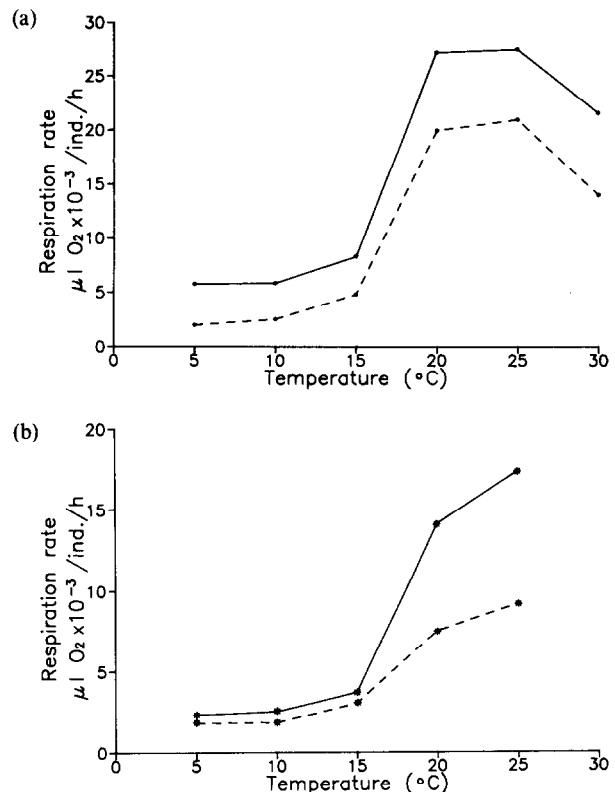 (a)
30
25
20
15
10
5
0
Respiration rate
μl O₂ x10⁻³ /ind./h
0 5 10 15 20 25 30
Temperature (°C)
(b)
20
15
10
5
0
Respiration rate
μl O₂ x10⁻³ /ind./h
0 5 10 15 20 25 30
Temperature (°C)